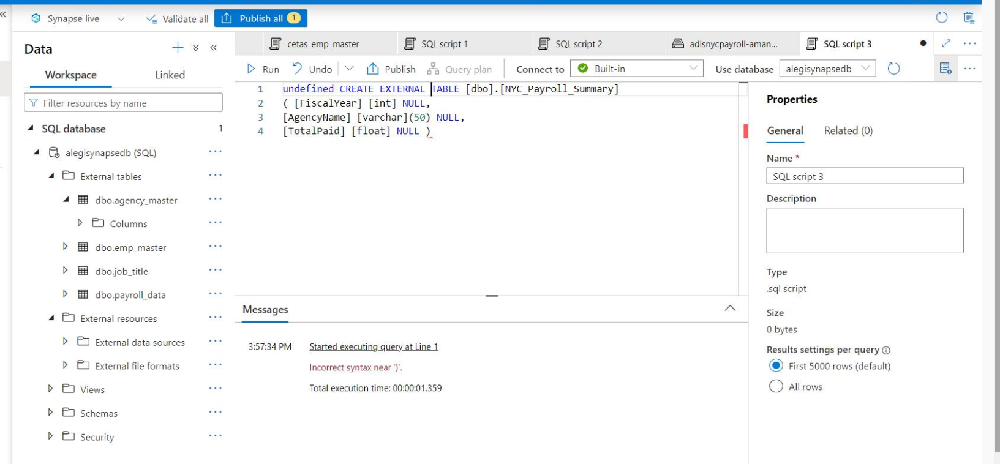 Synapse live
Validate all
Publish all 1
Data
Workspace
Linked
Filter resources by name
SQL database 1
alegisynapsedb (SQL)
External tables
dbo.agency_master
Columns
dbo.emp_master
dbo.job_title
dbo.payroll_data
External resources
External data sources
External file formats
Views
Schemas
Security
cetas_emp_master
SQL script 1
SQL script 2
adlsnycpayroll-aman...
SQL script 3
Run
Undo
Publish
Query plan
Connect to
Built-in
Use database
alegisynapsedb
1 undefined CREATE EXTERNAL TABLE [dbo].[NYC_Payroll_Summary]
2 ( [FiscalYear] [int] NULL,
3 [AgencyName] [varchar](50) NULL,
4 [TotalPaid] [float] NULL )
Messages
3:57:34 PM Started executing query at Line 1
Incorrect syntax near ')'.
Total execution time: 00:00:01.359
Properties
General
Related (0)
Name *
SQL script 3
Description
Type
.sql script
Size
0 bytes
Results settings per query
First 5000 rows (default)
All rows